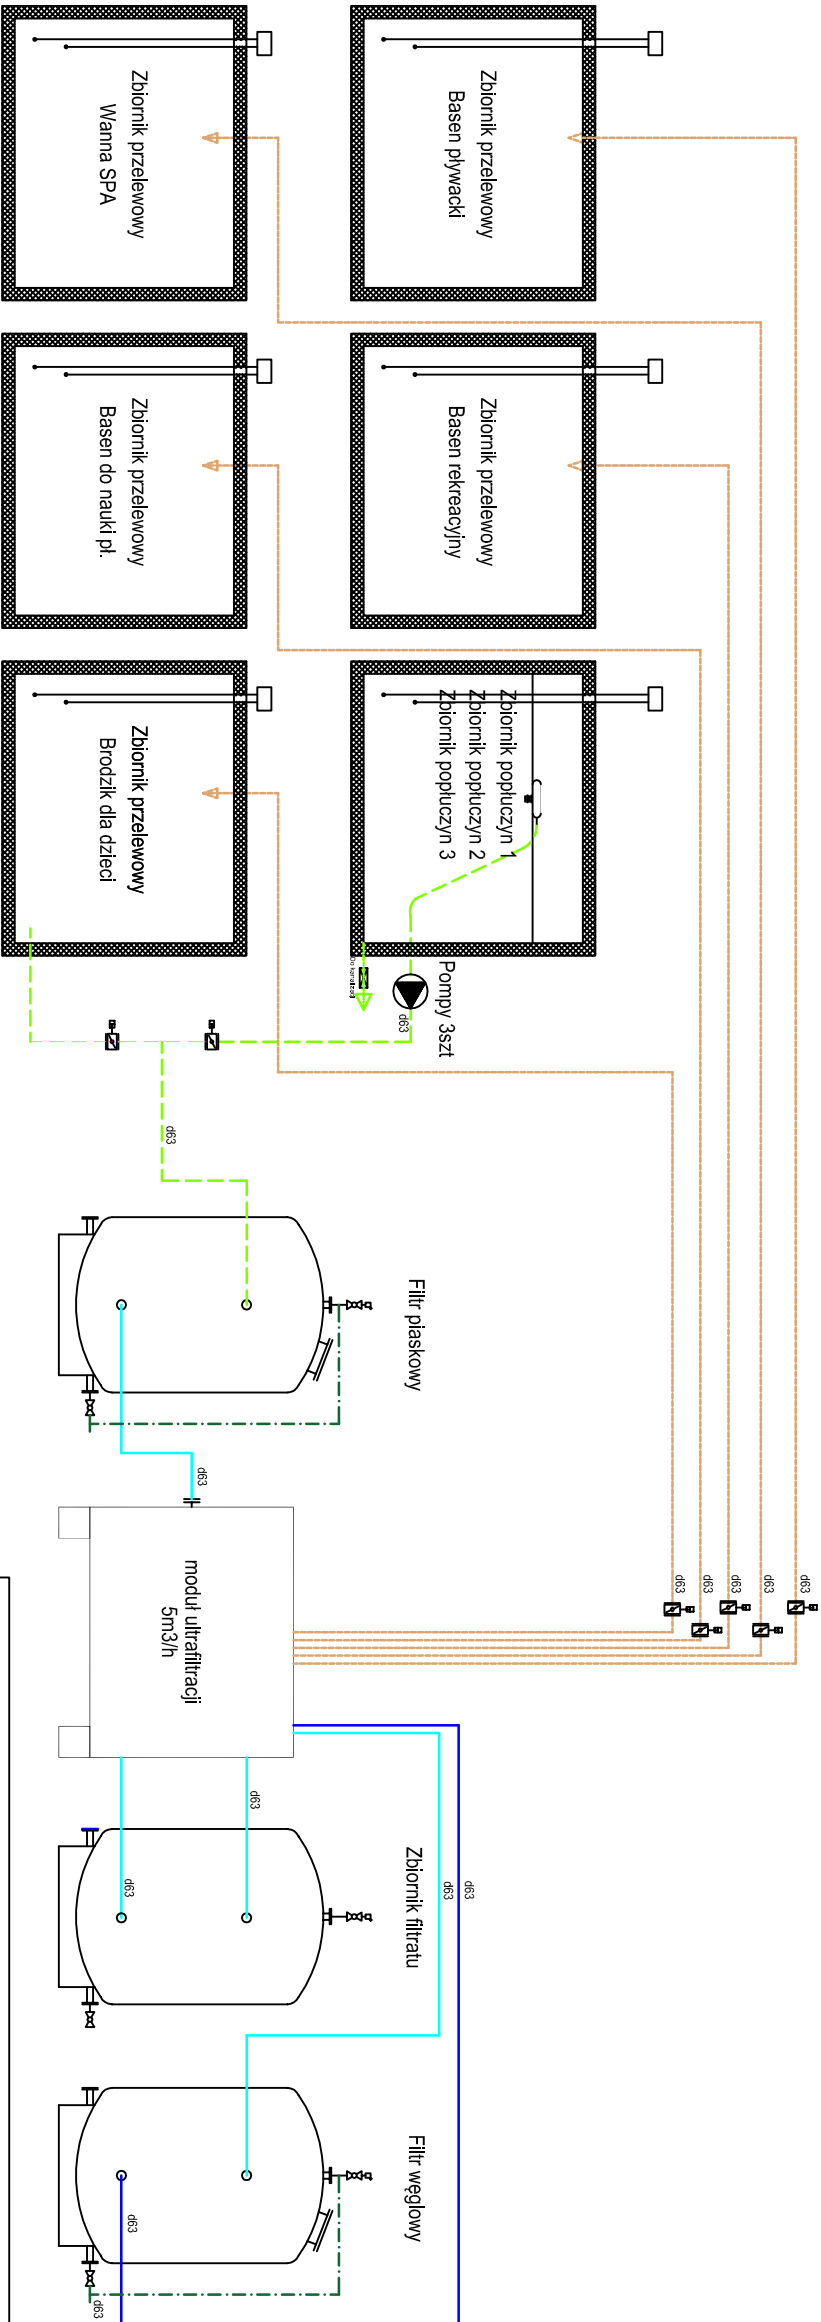 Zbiornik przelewowy
Basen pływacki
Zbiornik przelewowy
Wanna SPA
Zbiornik przelewowy
Basen rekreacyjny
Zbiornik przelewowy
Basen do nauki pł.
Zbiornik popłuczyn 1
Zbiornik popłuczyn 2
Zbiornik popłuczyn 3
Zbiornik przelewowy
Brodzik dla dzieci
Pompy 3szt
d63
Do kanalizacji
d63
Filtr piaskowy
d63
moduł ultrafiltracji
5m3/h
d63
d63
d63
d63
d63
d63
d63
Zbiornik filtratu
d63
d63
Filtr węglowy
d63
d63